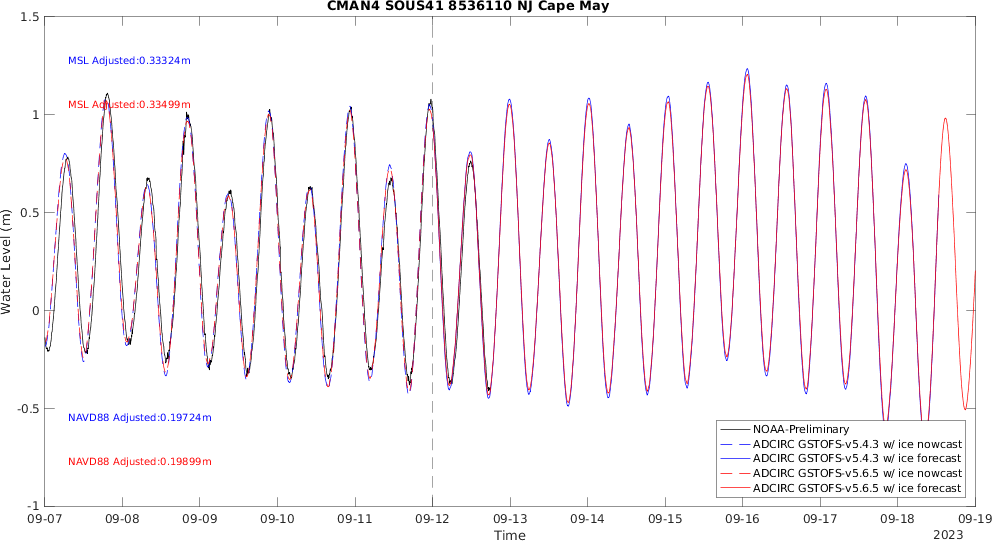 CMAN4 SOUS41 8536110 NJ Cape May
1.5
MSL Adjusted:0.33324m
MSL Adjusted:0.33499m
1
0.5
Water Level (m)
0
-0.5
NAVD88 Adjusted:0.19724m
NAVD88 Adjusted:0.19899m
NOAA-Preliminary
ADCIRC GSTOFS-v5.4.3 w/ ice nowcast
ADCIRC GSTOFS-v5.4.3 w/ ice forecast
ADCIRC GSTOFS-v5.6.5 w/ ice nowcast
ADCIRC GSTOFS-v5.6.5 w/ ice forecast
-1
09-07 09-08 09-09 09-10 09-11 09-12 09-13 09-14 09-15 09-16 09-17 09-18 09-19
Time
2023